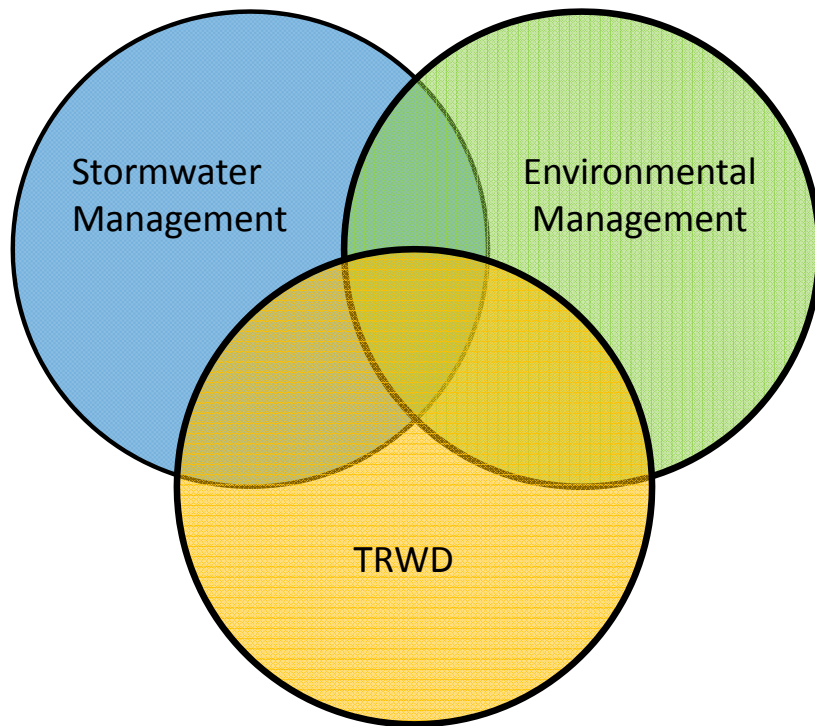 Stormwater
Management
Environmental
Management
TRWD